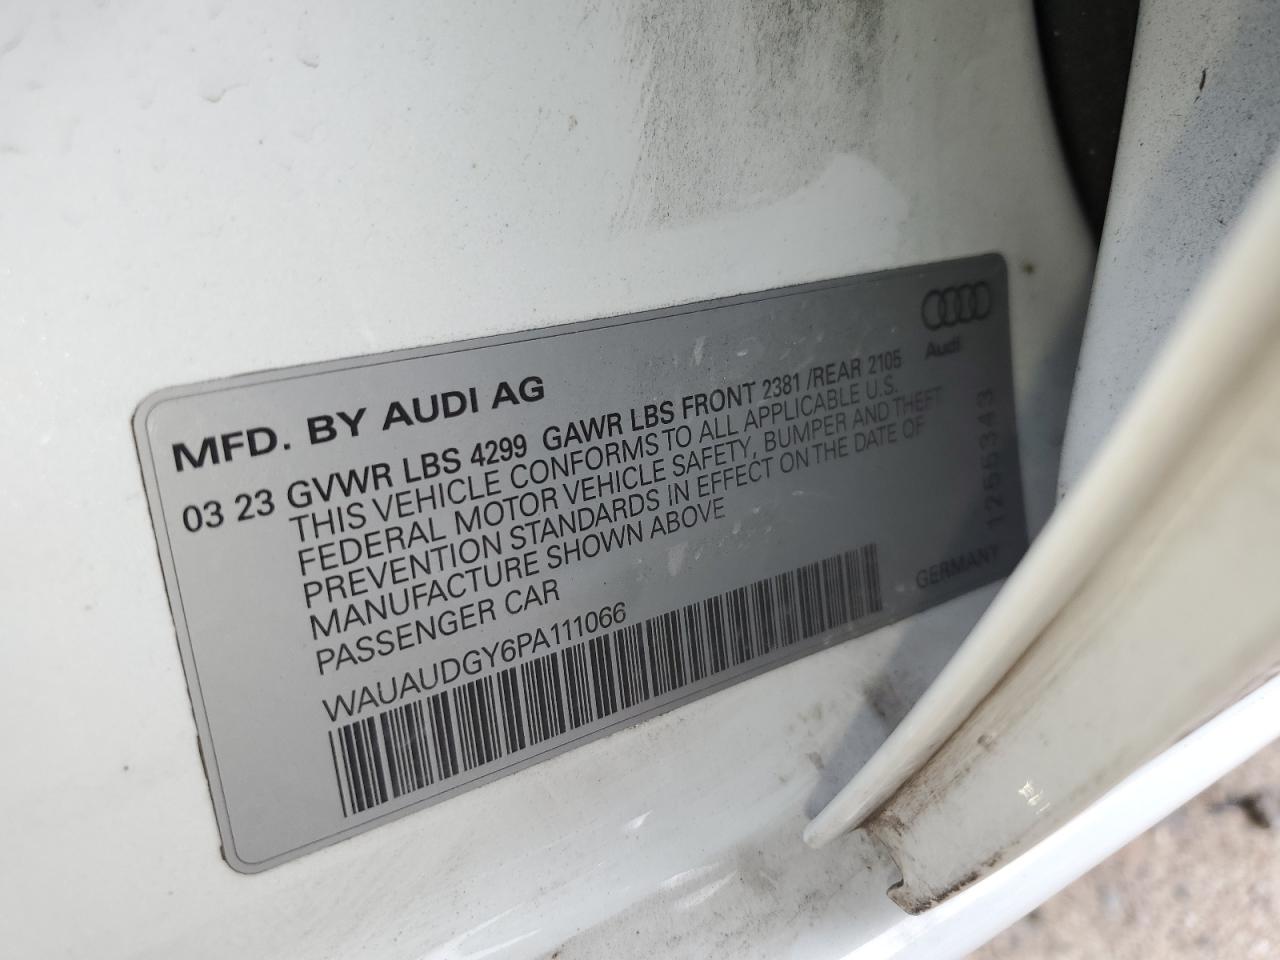 Audi
MFD. BY AUDI AG
03 23 GVWR LBS 4299 GAWR LBS FRONT 2381 /REAR 2105
THIS VEHICLE CONFORMS TO ALL APPLICABLE U.S.
FEDERAL MOTOR VEHICLE SAFETY, BUMPER AND THEFT
PREVENTION STANDARDS IN EFFECT ON THE DATE OF
MANUFACTURE SHOWN ABOVE
PASSENGER CAR
WAUAUDGY6PA111066
GERMANY
1255343